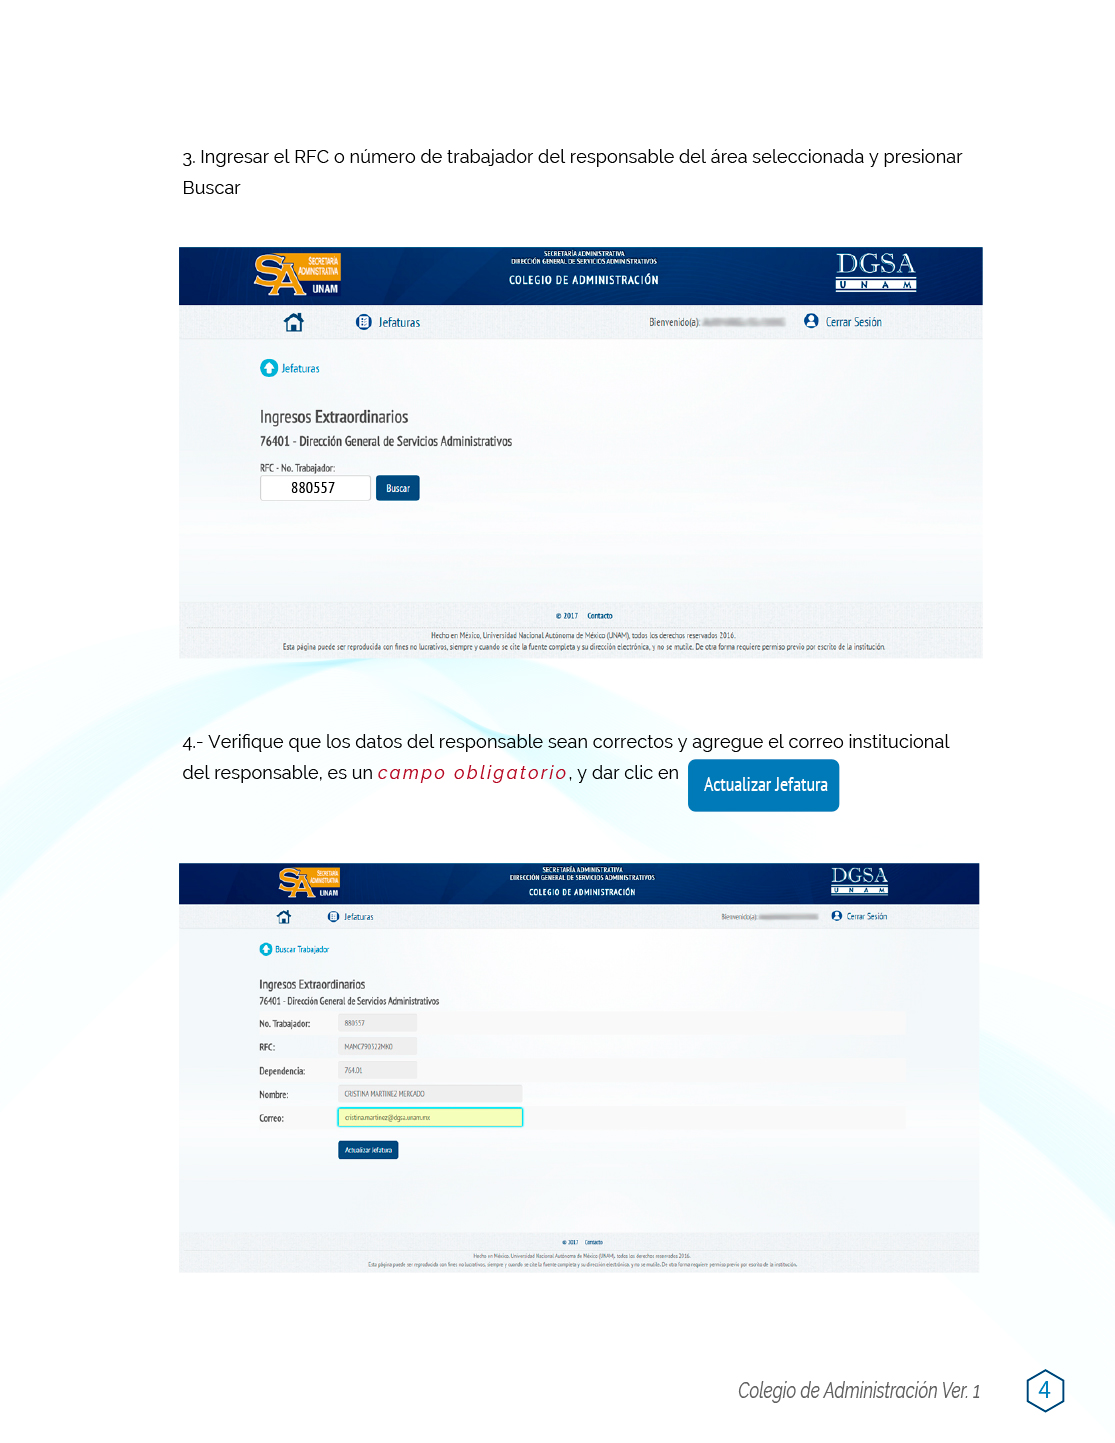 3. Ingresar el RFC o número de trabajador del responsable del área seleccionada y presionar
Buscar
SA
SECRETARÍA
ADMINISTRATIVA
UNAM
SECRETARÍA ADMINISTRATIVA
DIRECCIÓN GENERAL DE SERVICIOS ADMINISTRATIVOS
COLEGIO DE ADMINISTRACIÓN
DGSA
UNAM
Jefaturas
Bienvenido(a):
Cerrar Sesión
Jefaturas
Ingresos Extraordinarios
76401 - Dirección General de Servicios Administrativos
RFC - No. Trabajador:
880557 Buscar
© 2017 Contacto
Hecho en México, Universidad Nacional Autónoma de México (UNAM), todos los derechos reservados 2016.
Esta página puede ser reproducida con fines no lucrativos, siempre y cuando se cite la fuente completa y su dirección electrónica, y no se mutile. De otra forma requiere permiso previo por escrito de la institución.
4.- Verifique que los datos del responsable sean correctos y agregue el correo institucional
del responsable, es un campo obligatorio, y dar clic en Actualizar Jefatura
SA
SECRETARÍA
ADMINISTRATIVA
UNAM
SECRETARÍA ADMINISTRATIVA
DIRECCIÓN GENERAL DE SERVICIOS ADMINISTRATIVOS
COLEGIO DE ADMINISTRACIÓN
DGSA
UNAM
Jefaturas
Bienvenido(a):
Cerrar Sesión
Buscar Trabajador
Ingresos Extraordinarios
76401 - Dirección General de Servicios Administrativos
No. Trabajador: 880557
RFC: MAMC790322MK0
Dependencia: 764.01
Nombre: CRISTINA MARTINEZ MERCADO
Correo: cristina.martinez@dgsa.unam.mx
Actualizar Jefatura
© 2017 Contacto
Hecho en México, Universidad Nacional Autónoma de México (UNAM), todos los derechos reservados 2016.
Esta página puede ser reproducida con fines no lucrativos, siempre y cuando se cite la fuente completa y su dirección electrónica, y no se mutile. De otra forma requiere permiso previo por escrito de la institución.
Colegio de Administración Ver. 1 4